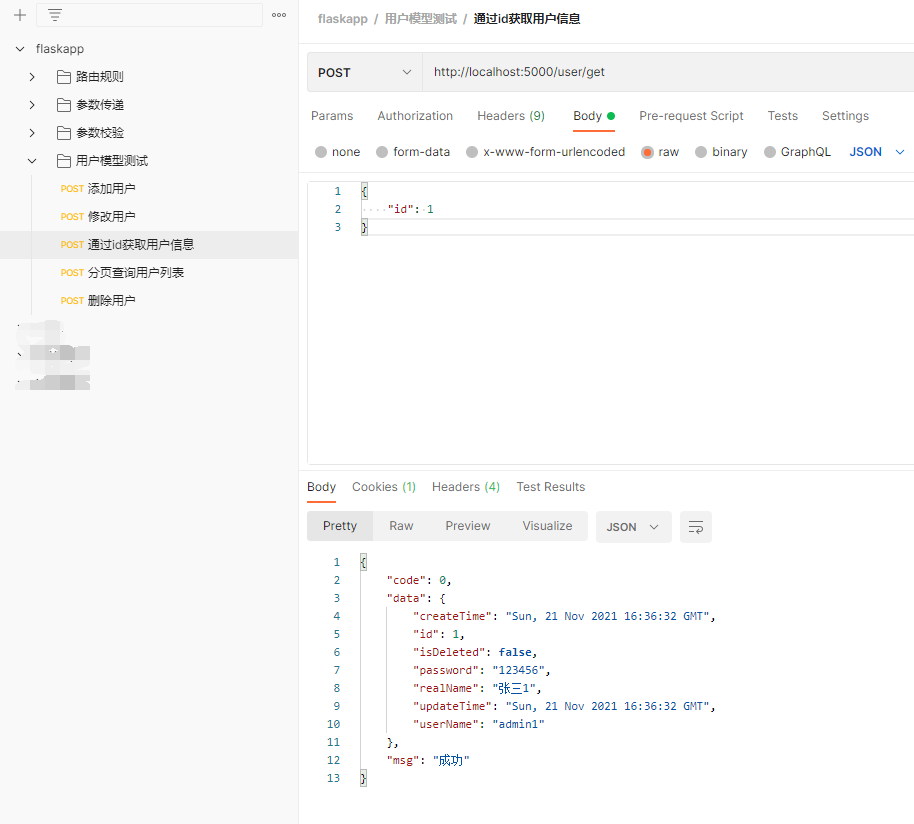 flaskapp
路由规则
参数传递
参数校验
用户模型测试
POST 添加用户
POST 修改用户
POST 通过id获取用户信息
POST 分页查询用户列表
POST 删除用户
flaskapp / 用户模型测试 / 通过id获取用户信息
POST http://localhost:5000/user/get
Params Authorization Headers (9) Body Pre-request Script Tests Settings
none form-data x-www-form-urlencoded raw binary GraphQL JSON
1 {
2 ····"id":·1
3 }
Body Cookies (1) Headers (4) Test Results
Pretty Raw Preview Visualize JSON
1 {
2 "code": 0,
3 "data": {
4 "createTime": "Sun, 21 Nov 2021 16:36:32 GMT",
5 "id": 1,
6 "isDeleted": false,
7 "password": "123456",
8 "realName": "张三1",
9 "updateTime": "Sun, 21 Nov 2021 16:36:32 GMT",
10 "userName": "admin1"
11 },
12 "msg": "成功"
13 }